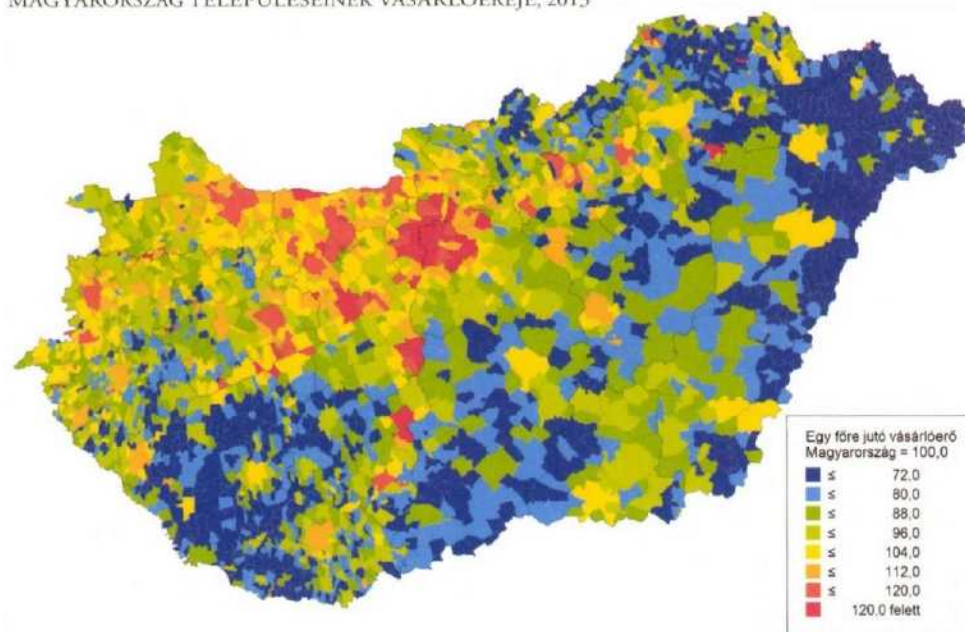 MAGYARORSZÁG TELEPÜLÉSEINEK VÁSÁRLÓEREJE, 2015
Egy főre jutó vásárlóerő
Magyarország = 100,0
≤ 72,0
≤ 80,0
≤ 88,0
≤ 96,0
≤ 104,0
≤ 112,0
≤ 120,0
120,0 felett